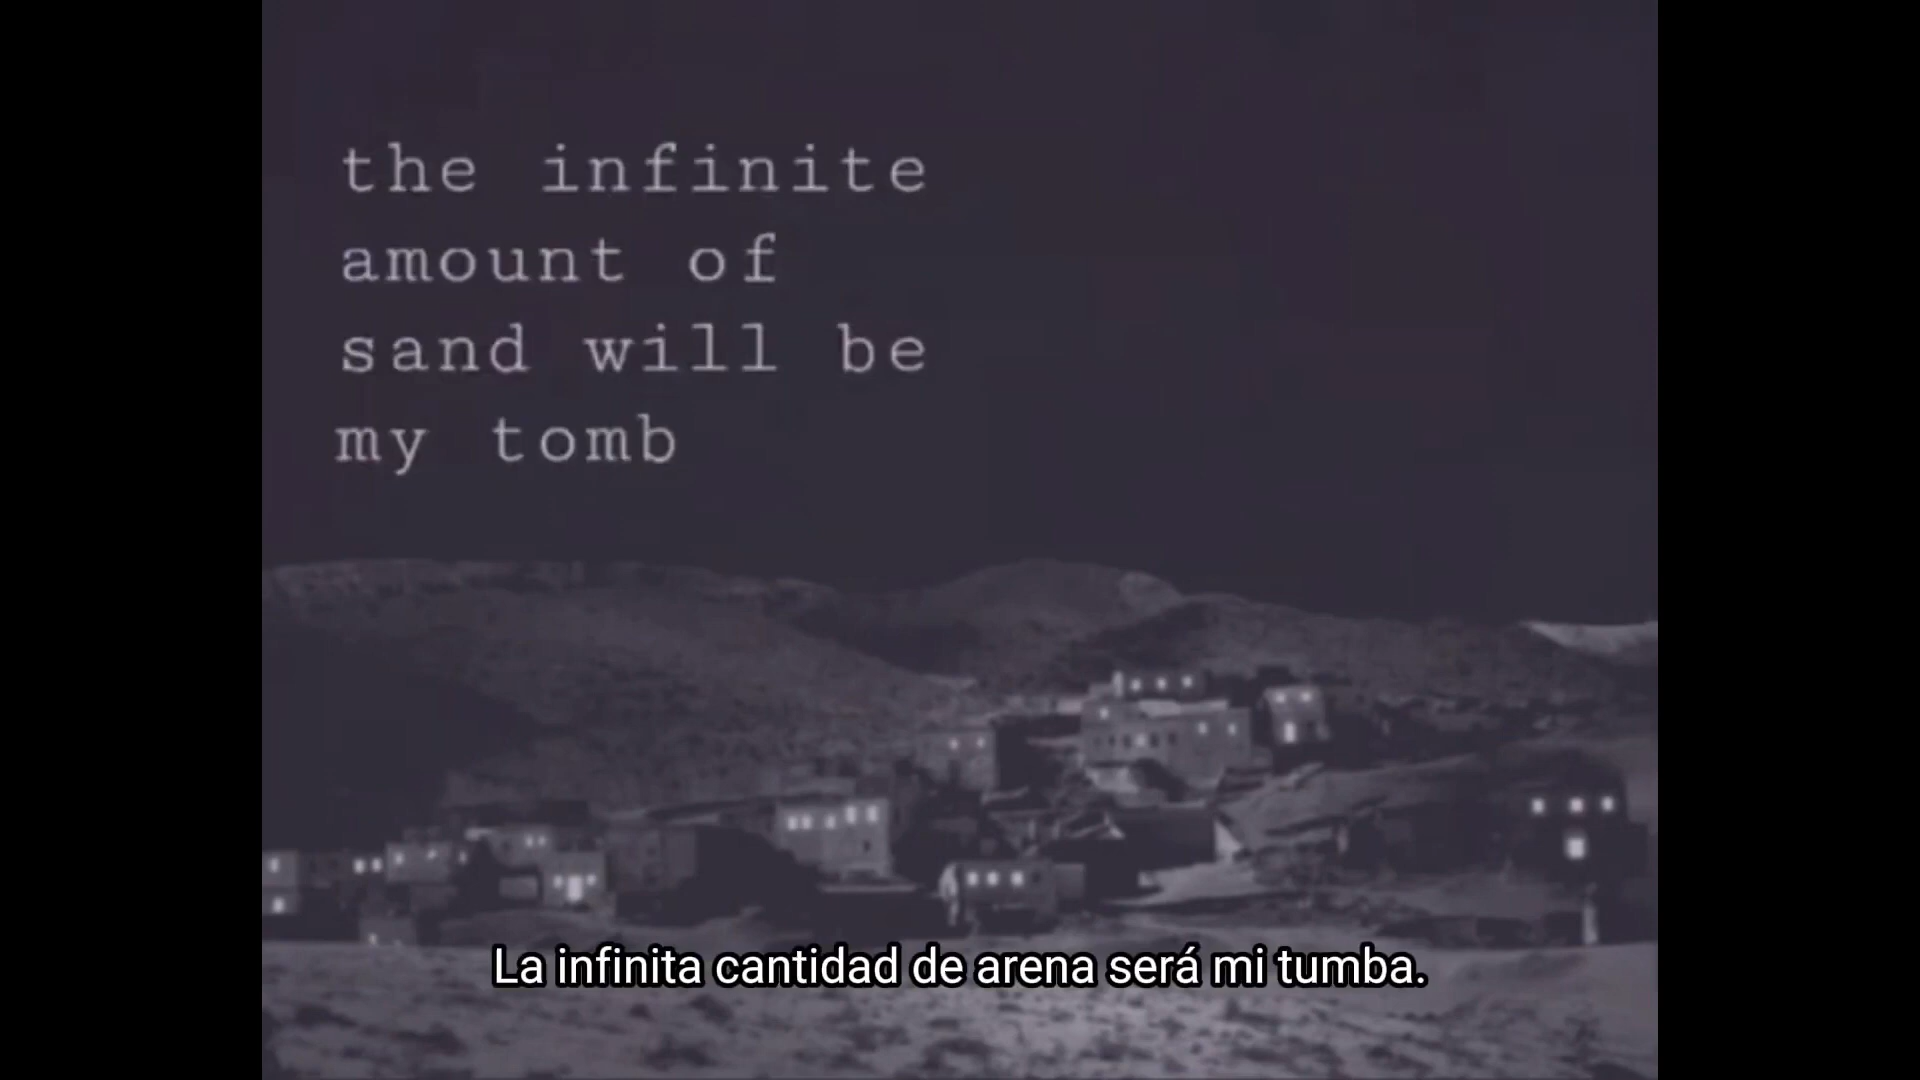 the infinite
amount of
sand will be
my tomb
La infinita cantidad de arena será mi tumba.